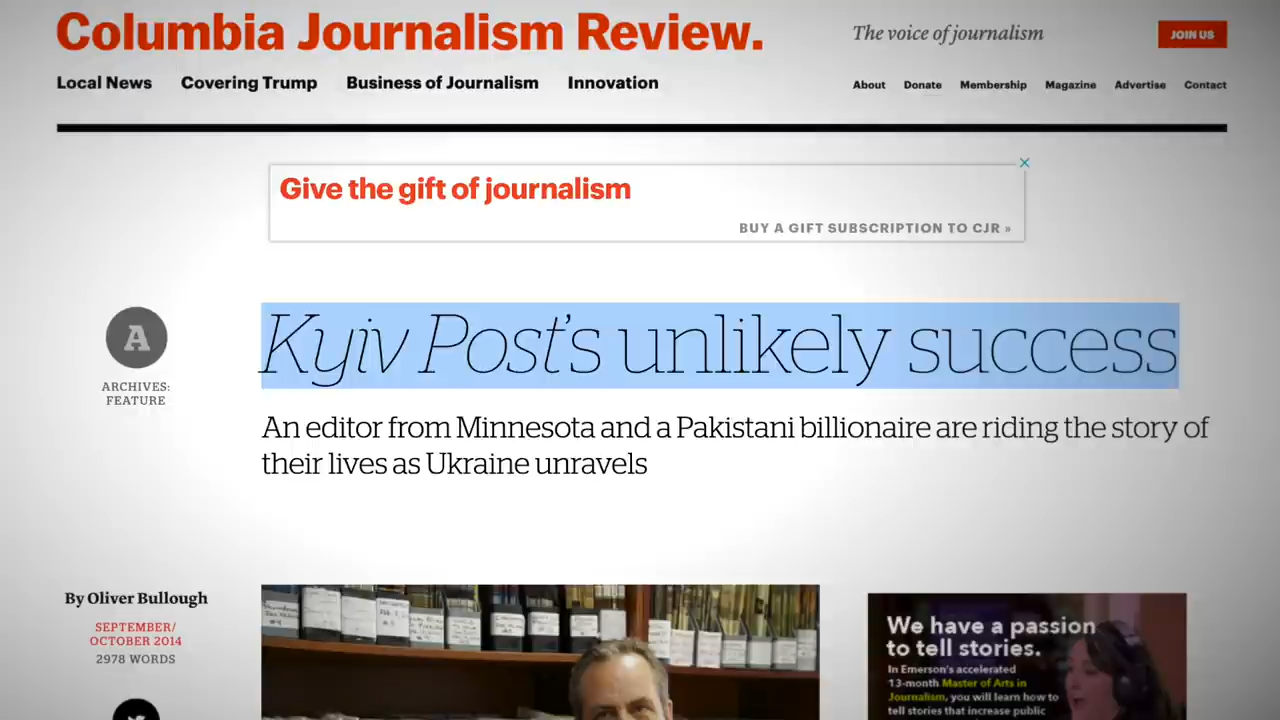 Columbia Journalism Review.
The voice of journalism
JOIN US
Local News Covering Trump Business of Journalism Innovation
About Donate Membership Magazine Advertise Contact
Give the gift of journalism
BUY A GIFT SUBSCRIPTION TO CJR »
A
ARCHIVES:
FEATURE
Kyiv Post's unlikely success
An editor from Minnesota and a Pakistani billionaire are riding the story of
their lives as Ukraine unravels
By Oliver Bullough
SEPTEMBER/
OCTOBER 2014
2978 WORDS
We have a passion
to tell stories.
In Emerson's accelerated
13-month Master of Arts in
Journalism, you will learn how to
tell stories that increase public